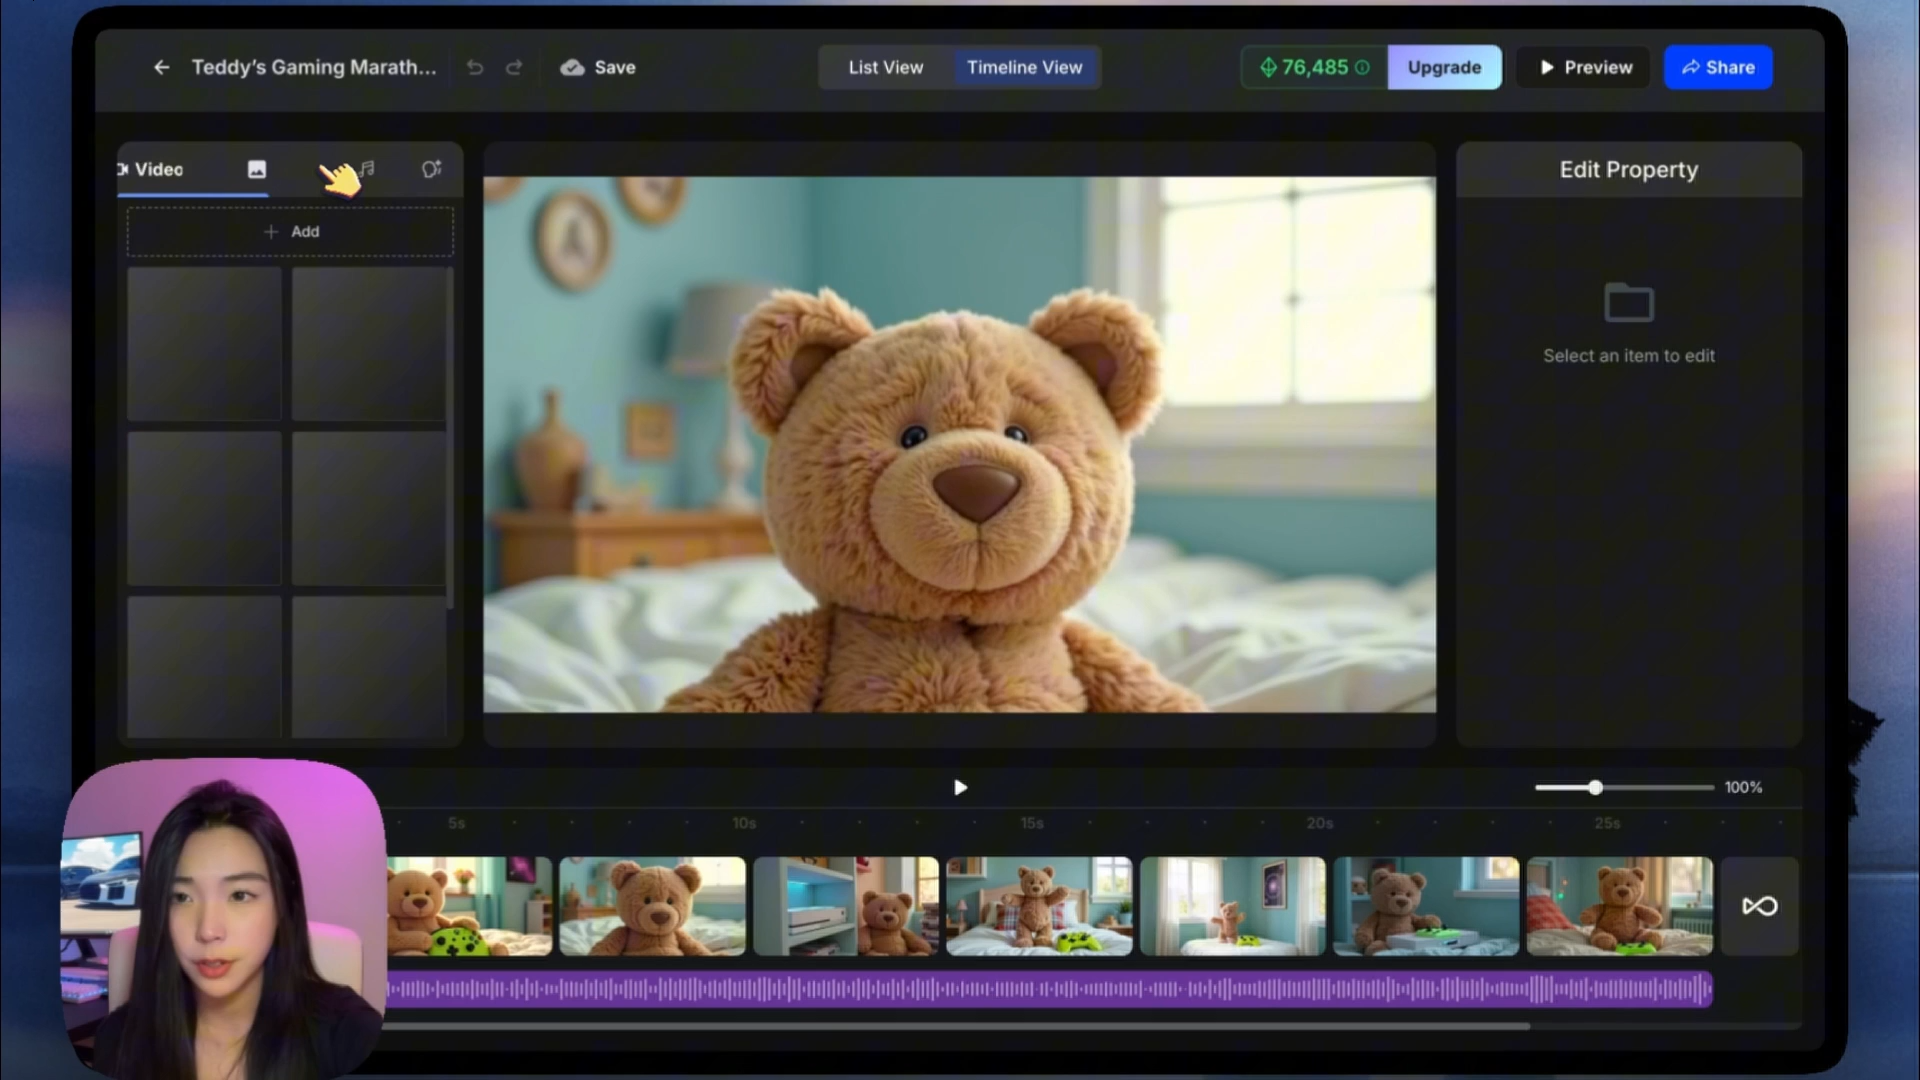 Teddy's Gaming Marath...
Save
List View
Timeline View
76,485
Upgrade
Preview
Share
Video
Add
Edit Property
Select an item to edit
100%
5s
10s
15s
20s
25s